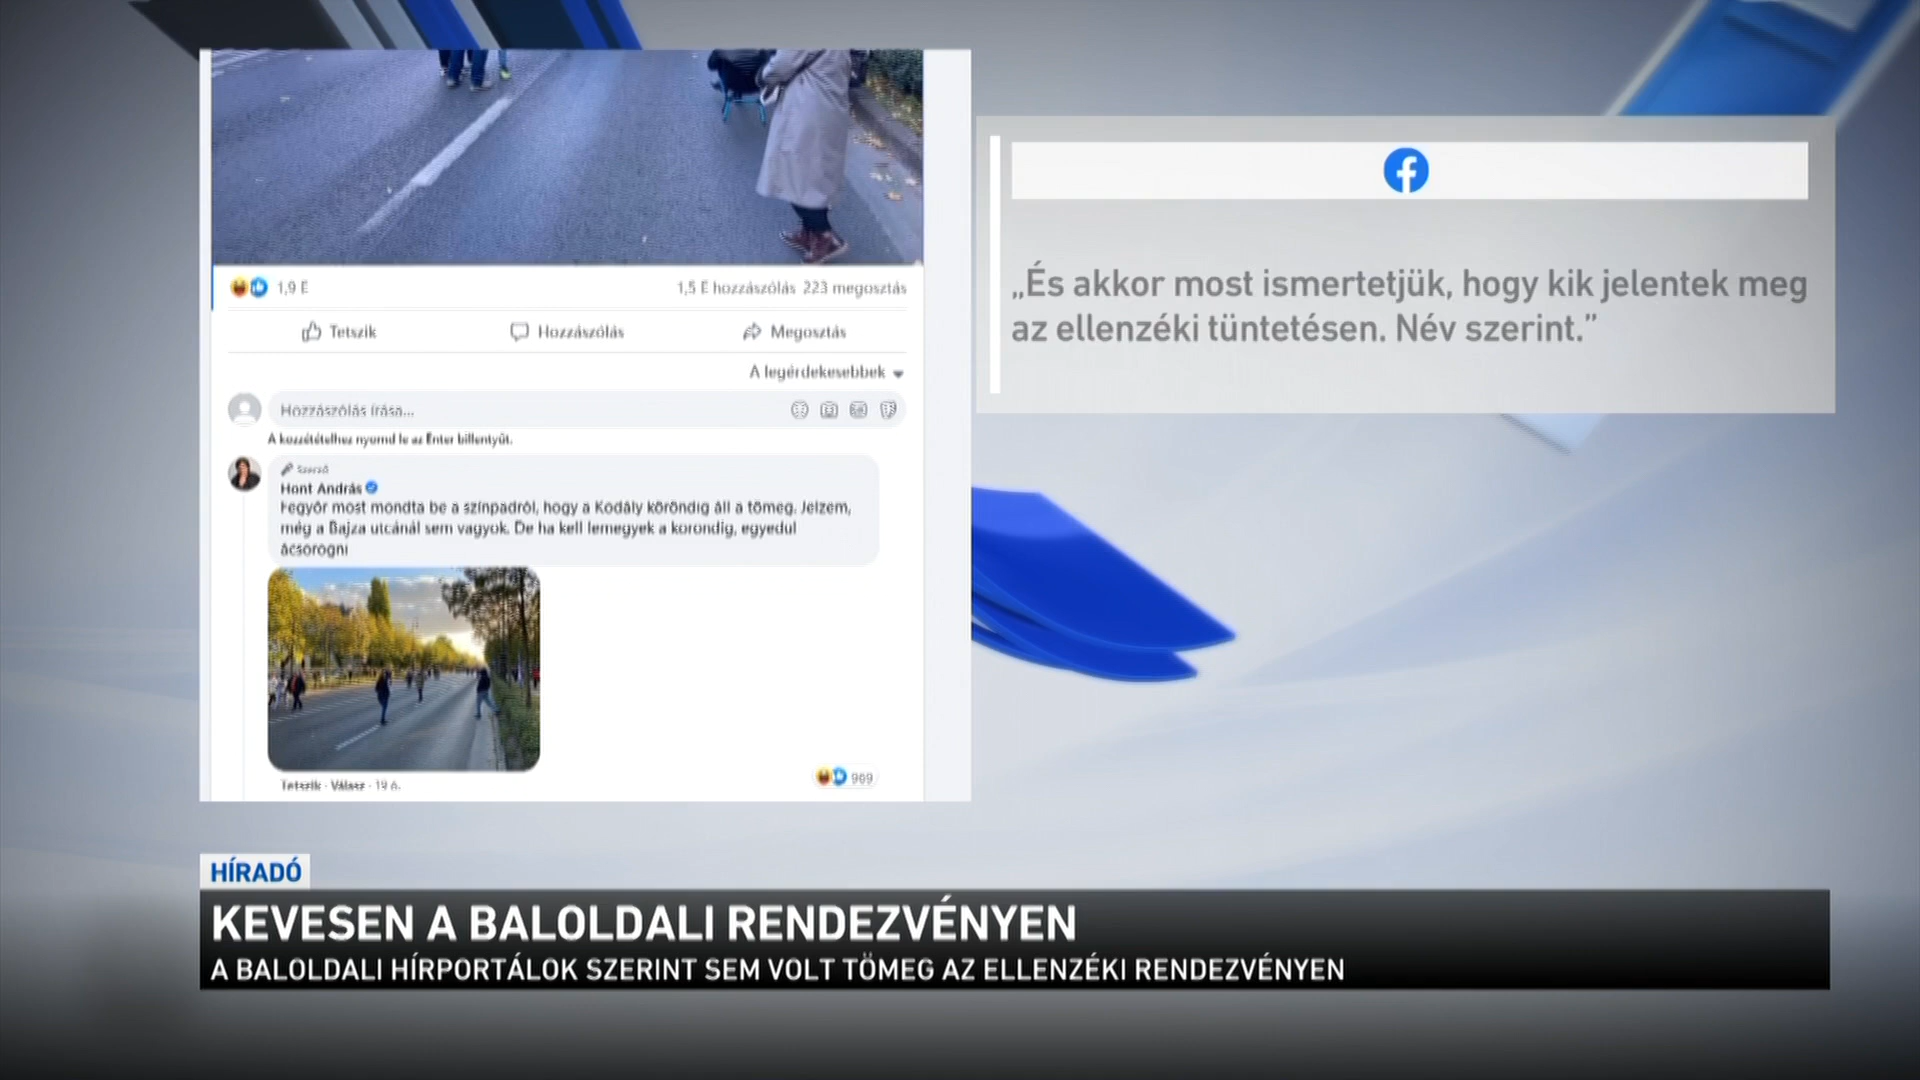 1,9 E
1,5 E hozzászólás 223 megosztás
Tetszik
Hozzászólás
Megosztás
A legérdekesebbek
Hozzászólás írása...
A közzétételhez nyomd le az Enter billentyűt.
Szerző
Hont András
Fegyőr most mondta be a színpadról, hogy a Kodály köröndig áll a tömeg. Jelzem,
még a Bajza utcánál sem vagyok. De ha kell lemegyek a köröndig, egyedül
ácsorogni
Tetszik · Válasz · 19 ó.
969
„És akkor most ismertetjük, hogy kik jelentek meg
az ellenzéki tüntetésen. Név szerint.”
HÍRADÓ
KEVESEN A BALOLDALI RENDEZVÉNYEN
A BALOLDALI HÍRPORTÁLOK SZERINT SEM VOLT TÖMEG AZ ELLENZÉKI RENDEZVÉNYEN